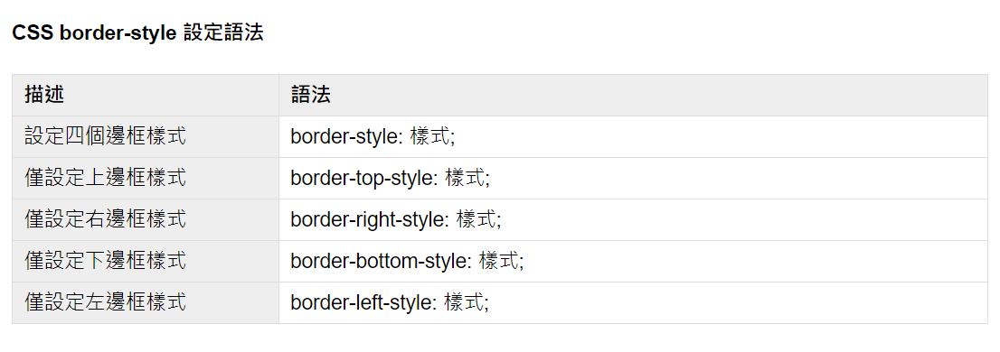 CSS border-style 設定語法
描述 語法
設定四個邊框樣式 border-style: 樣式;
僅設定上邊框樣式 border-top-style: 樣式;
僅設定右邊框樣式 border-right-style: 樣式;
僅設定下邊框樣式 border-bottom-style: 樣式;
僅設定左邊框樣式 border-left-style: 樣式;